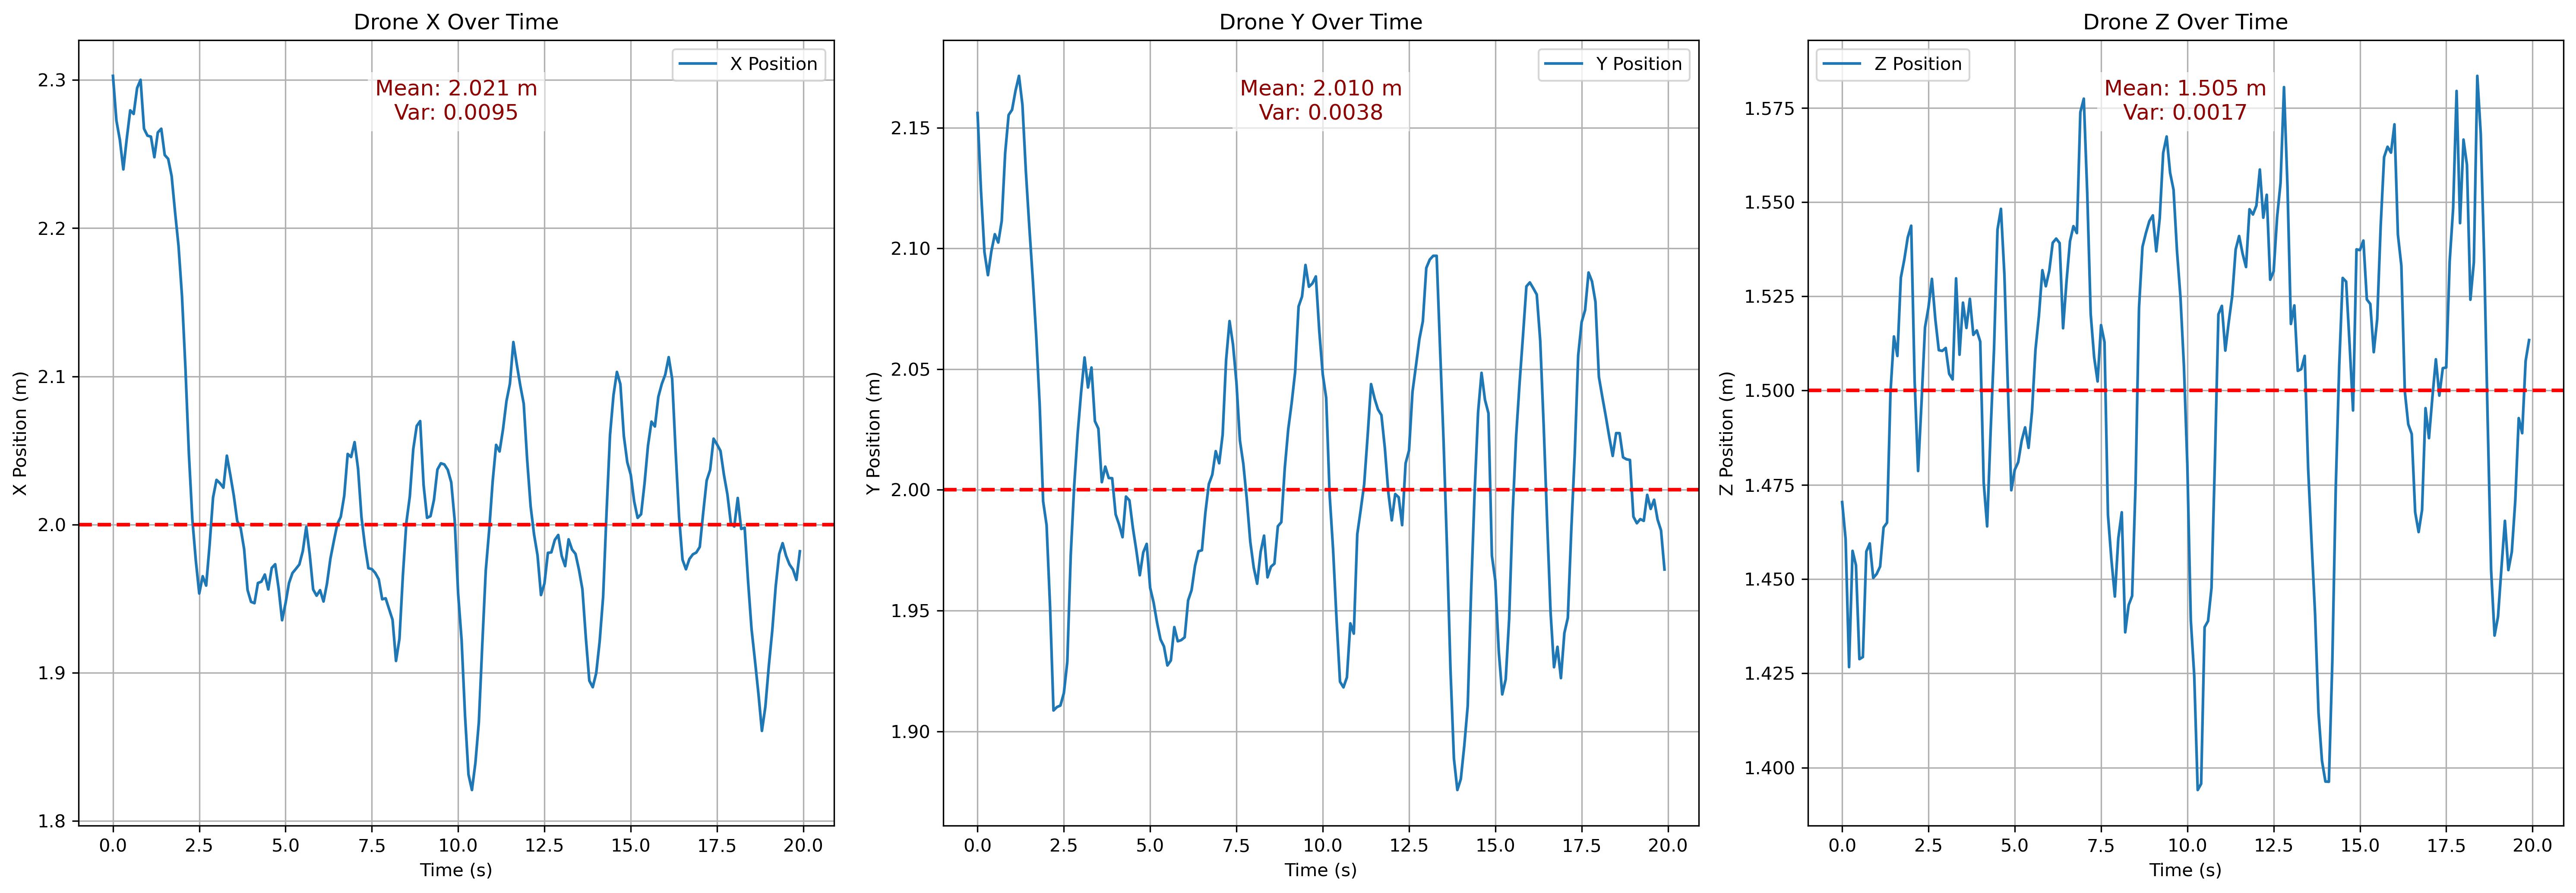 Drone X Over Time
X Position
Mean: 2.021 m
Var: 0.0095
X Position (m)
2.3
2.2
2.1
2.0
1.9
1.8
0.0 2.5 5.0 7.5 10.0 12.5 15.0 17.5 20.0
Time (s)
Drone Y Over Time
Y Position
Mean: 2.010 m
Var: 0.0038
Y Position (m)
2.15
2.10
2.05
2.00
1.95
1.90
0.0 2.5 5.0 7.5 10.0 12.5 15.0 17.5 20.0
Time (s)
Drone Z Over Time
Z Position
Mean: 1.505 m
Var: 0.0017
Z Position (m)
1.575
1.550
1.525
1.500
1.475
1.450
1.425
1.400
0.0 2.5 5.0 7.5 10.0 12.5 15.0 17.5 20.0
Time (s)